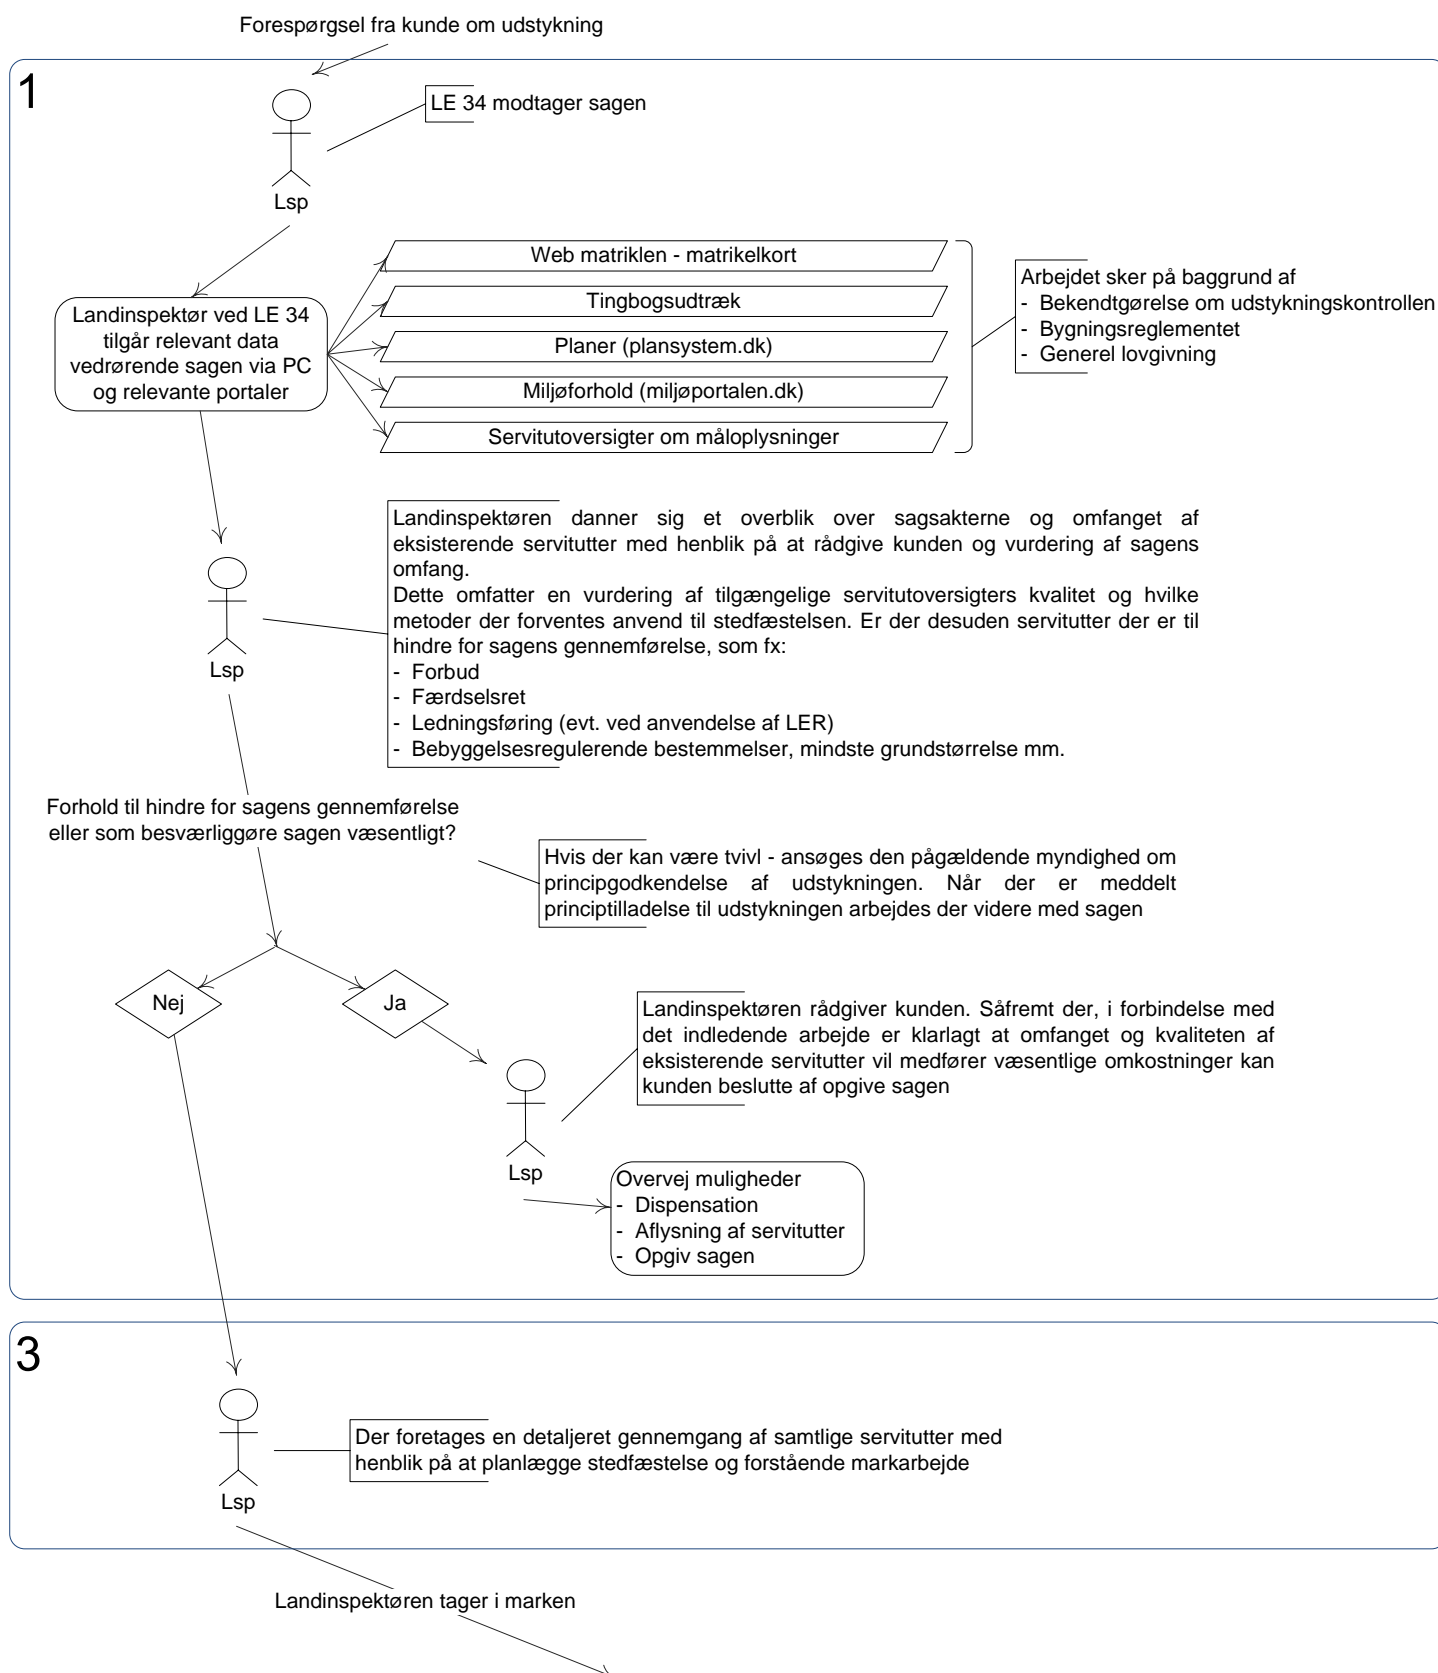 Forespørgsel fra kunde om udstykning
1
LE 34 modtager sagen
Lsp
Landinspektør ved LE 34
tilgår relevant data
vedrørende sagen via PC
og relevante portaler
Web matriklen - matrikelkort
Tingbogsudtræk
Planer (plansystem.dk)
Miljøforhold (miljøportalen.dk)
Servitutoversigter om måloplysninger
Arbejdet sker på baggrund af
- Bekendtgørelse om udstykningskontrollen
- Bygningsreglementet
- Generel lovgivning
Landinspektøren danner sig et overblik over sagsakterne og omfanget af
eksisterende servitutter med henblik på at rådgive kunden og vurdering af sagens
omfang.
Dette omfatter en vurdering af tilgængelige servitutoversigters kvalitet og hvilke
metoder der forventes anvend til stedfæstelsen. Er der desuden servitutter der er til
hindre for sagens gennemførelse, som fx:
- Forbud
- Færdselsret
- Ledningsføring (evt. ved anvendelse af LER)
- Bebyggelsesregulerende bestemmelser, mindste grundstørrelse mm.
Lsp
Forhold til hindre for sagens gennemførelse
eller som besværliggøre sagen væsentligt?
Hvis der kan være tvivl - ansøges den pågældende myndighed om
principgodkendelse af udstykningen. Når der er meddelt
principtilladelse til udstykningen arbejdes der videre med sagen
Nej
Ja
Landinspektøren rådgiver kunden. Såfremt der, i forbindelse med
det indledende arbejde er klarlagt at omfanget og kvaliteten af
eksisterende servitutter vil medfører væsentlige omkostninger kan
kunden beslutte af opgive sagen
Lsp
Overvej muligheder
- Dispensation
- Aflysning af servitutter
- Opgiv sagen
3
Der foretages en detaljeret gennemgang af samtlige servitutter med
henblik på at planlægge stedfæstelse og forstående markarbejde
Lsp
Landinspektøren tager i marken